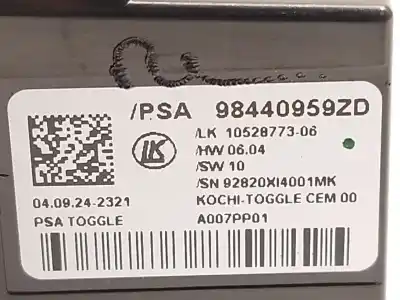 /PSA 98440959ZD
/LK 10528773-06
/HW 06.04
LK
/SW 10
/SN 92820XI4001MK
04.09.24-2321
KOCHI-TOGGLE CEM 00
PSA TOGGLE
A007PP01